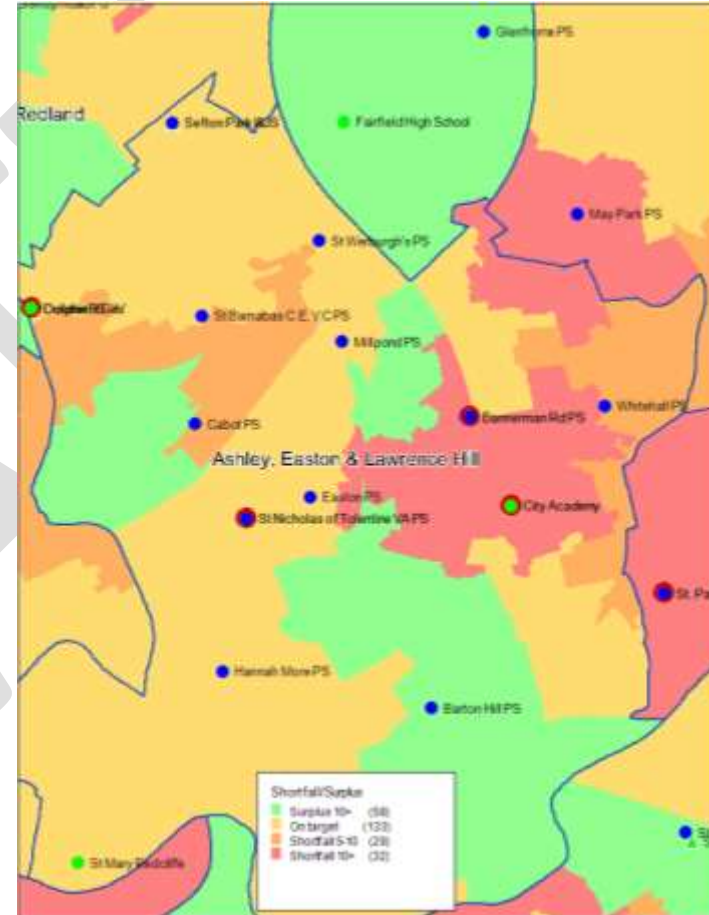 Glenfrome PS
Redland
Sefton Park
Fairfield High School
May Park PS
St Werburgh's PS
St Barnabas C.E. V.C PS
Millpond PS
Whitehall PS
Bannerman Rd PS
Cabot PS
Ashley, Easton & Lawrence Hill
Easton PS
City Academy
St Nicholas of Tolentine VA PS
St. Pa
Hannah More PS
Barton Hill PS
Shortfall/Surplus
Surplus 10+ (58)
On target (133)
Shortfall 5-10 (29)
Shortfall 10+ (32)
St Mary Redcliffe